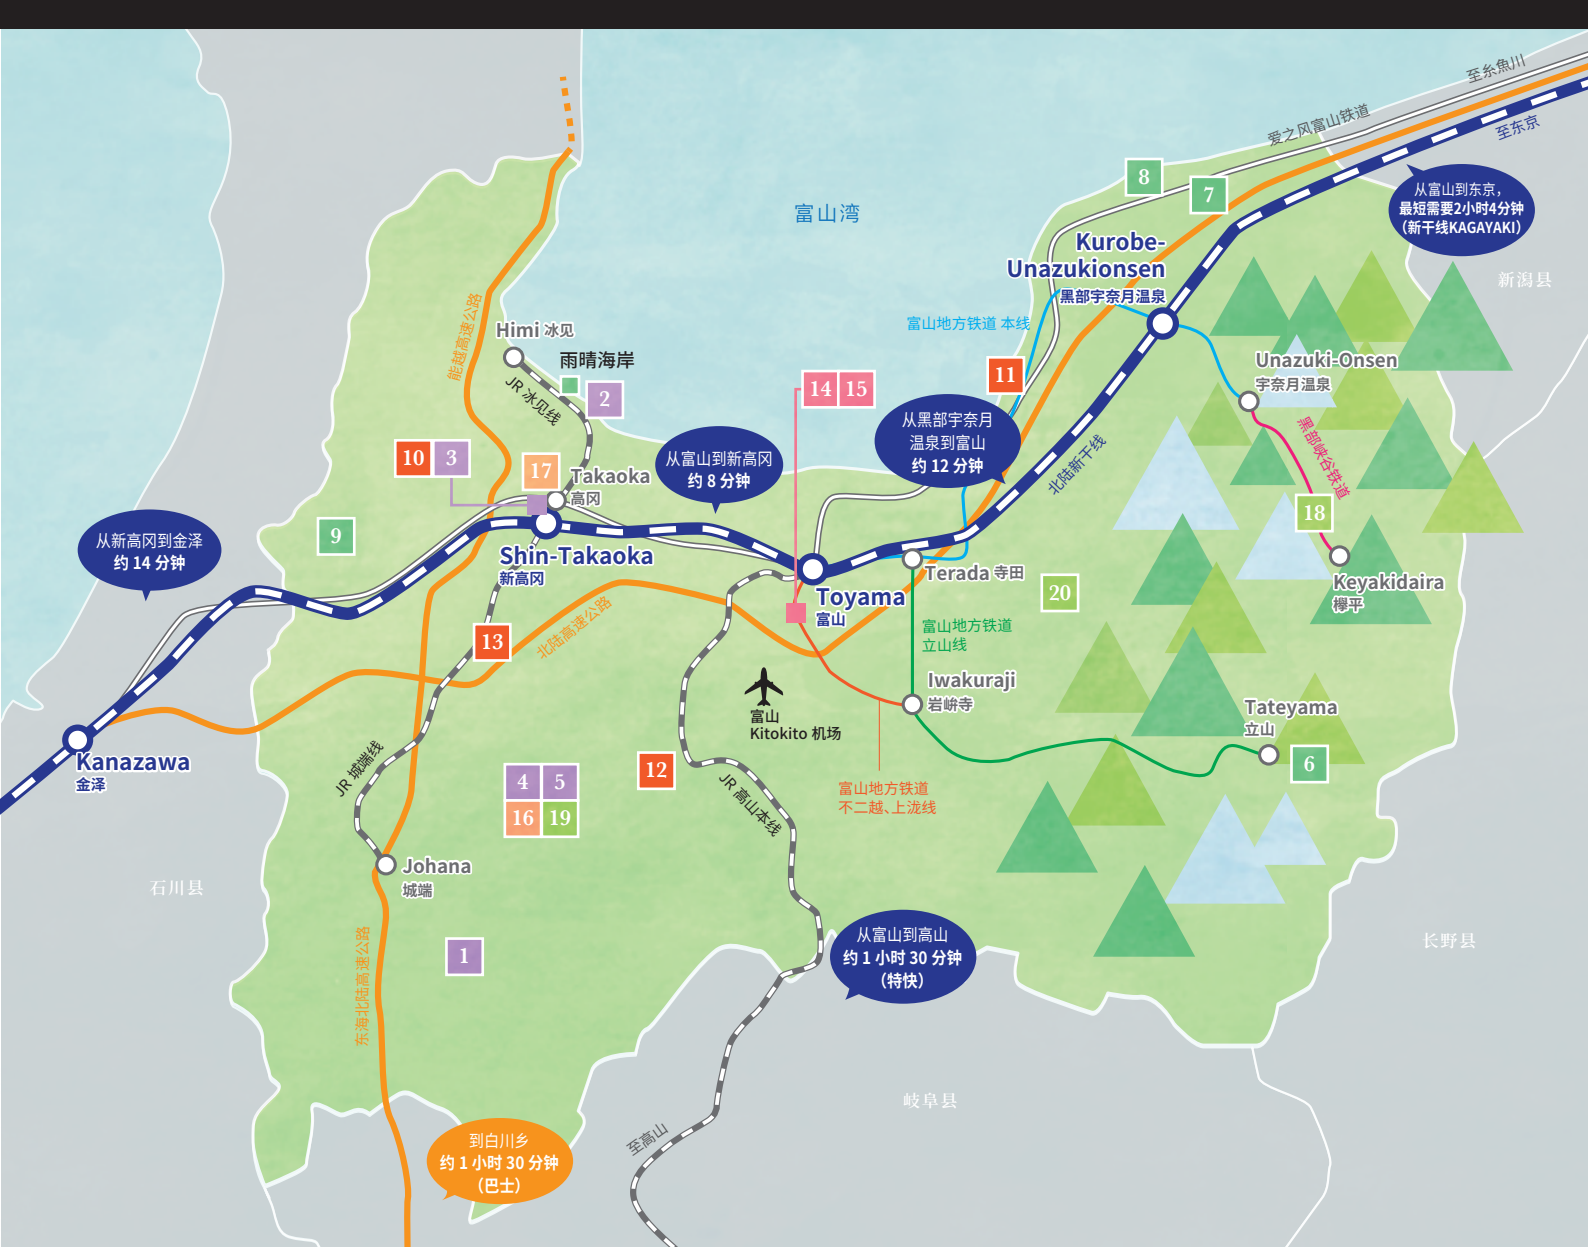 至糸魚川
爱之风富山铁道
至东京
8
7
从富山到东京，
最短需要2小时4分钟
（新干线KAGAYAKI）
富山湾
Kurobe-
Unazukionsen
黑部宇奈月温泉
新潟县
能越高速公路
Himi 冰见
富山地方铁道 本线
雨晴海岸
JR 冰见线
2
14
15
11
Unazuki-Onsen
宇奈月温泉
从黑部宇奈月
温泉到富山
约 12 分钟
黑部峡谷铁道
10
3
17
Takaoka
高冈
从富山到新高冈
约 8 分钟
北陆新干线
18
9
从新高冈到金泽
约 14 分钟
Shin-Takaoka
新高冈
Terada 寺田
20
Keyakidaira
欅平
Toyama
富山
13
北陆高速公路
富山地方铁道
立山线
Iwakuraji
岩峅寺
富山
Kitokito 机场
Tateyama
立山
6
Kanazawa
金泽
JR 城端线
4
5
16
19
12
JR 高山本线
富山地方铁道
不二越、上泷线
Johana
城端
石川县
1
东海北陆高速公路
从富山到高山
约 1 小时 30 分钟
（特快）
长野县
岐阜县
到白川乡
约 1 小时 30 分钟
（巴士）
至高山